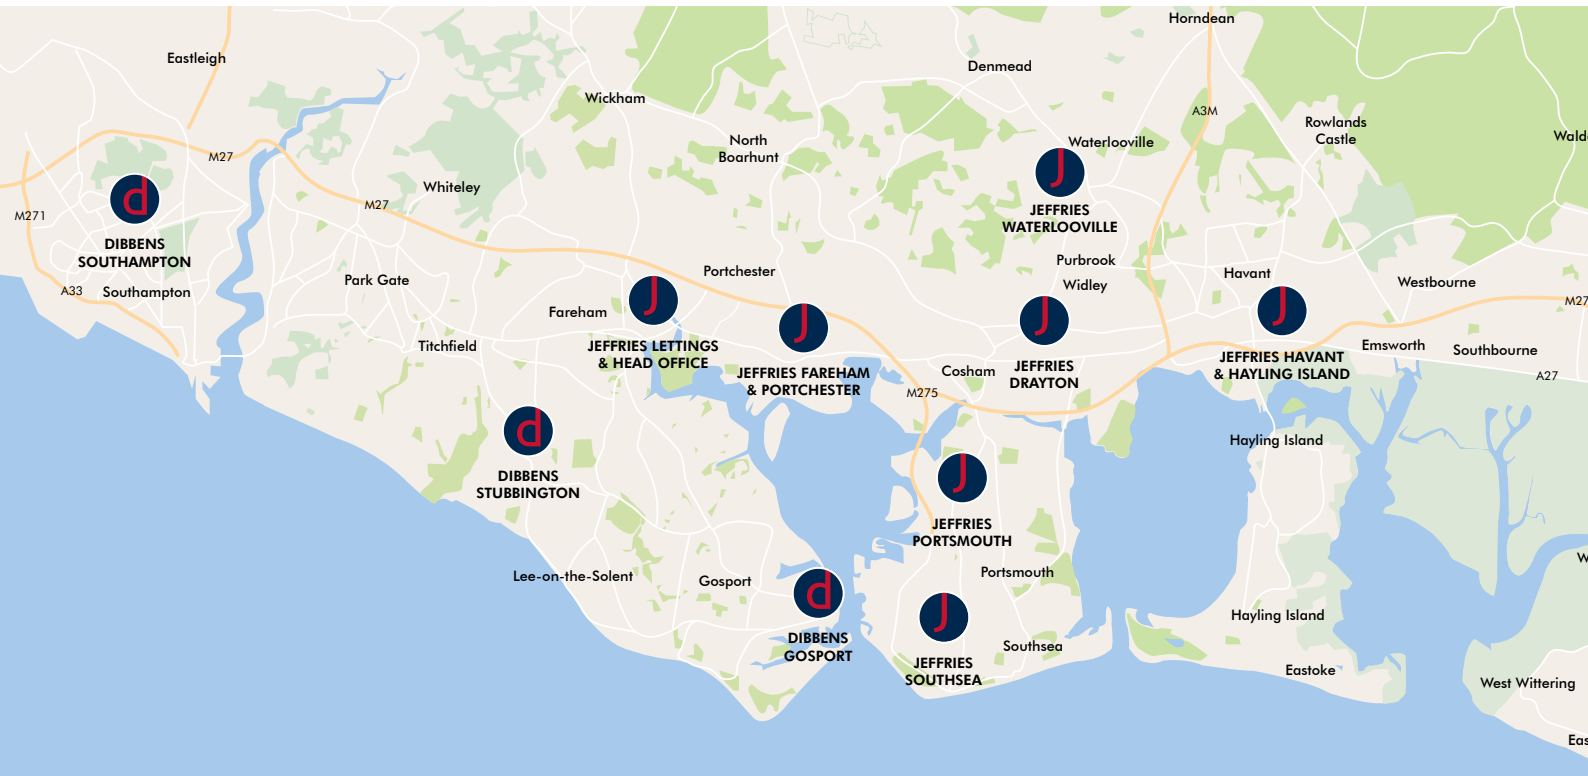 Horndean
Eastleigh
Denmead
Wickham
A3M
Rowlands
Castle
North
Boarhunt
Waterlooville
M27
Whiteley
M27
d
J
M271
JEFFRIES
WATERLOOVILLE
DIBBENS
SOUTHAMPTON
A33
Southampton
Park Gate
Portchester
Purbrook
Widley
Havant
Westbourne
M27
Fareham
J
J
J
J
Titchfield
JEFFRIES LETTINGS
& HEAD OFFICE
JEFFRIES FAREHAM
& PORTCHESTER
Cosham
JEFFRIES
DRAYTON
JEFFRIES HAVANT
& HAYLING ISLAND
Emsworth
Southbourne
A27
M275
d
DIBBENS
STUBBINGTON
Hayling Island
J
JEFFRIES
PORTSMOUTH
Lee-on-the-Solent
Gosport
d
DIBBENS
GOSPORT
Portsmouth
J
JEFFRIES
SOUTHSEA
Southsea
Hayling Island
Eastoke
West Wittering